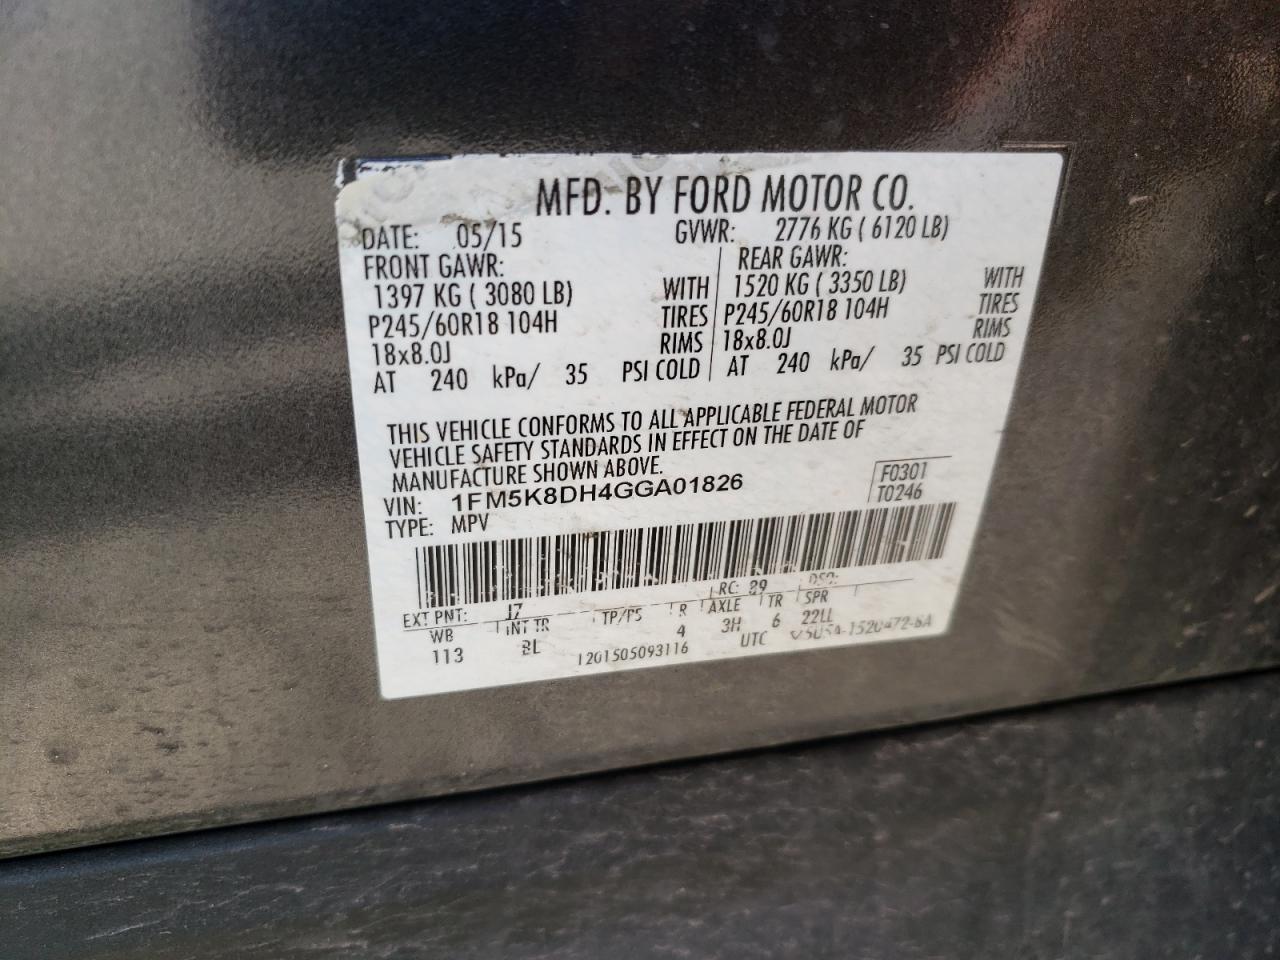 MFD. BY FORD MOTOR CO.
DATE: 05/15 GVWR: 2776 KG ( 6120 LB)
FRONT GAWR: REAR GAWR:
1397 KG ( 3080 LB) WITH 1520 KG ( 3350 LB) WITH
P245/60R18 104H TIRES P245/60R18 104H TIRES
18x8.0J RIMS 18x8.0J RIMS
AT 240 kPa/ 35 PSI COLD AT 240 kPa/ 35 PSI COLD
THIS VEHICLE CONFORMS TO ALL APPLICABLE FEDERAL MOTOR
VEHICLE SAFETY STANDARDS IN EFFECT ON THE DATE OF
MANUFACTURE SHOWN ABOVE.
F0301
VIN: 1FM5K8DH4GGA01826
T0246
TYPE: MPV
EXT PNT: J7 RC: 29 DSO:
WB INT TR TP/PS R AXLE TR SPR
113 4 3H 6 22LL
1201505093116 UTC